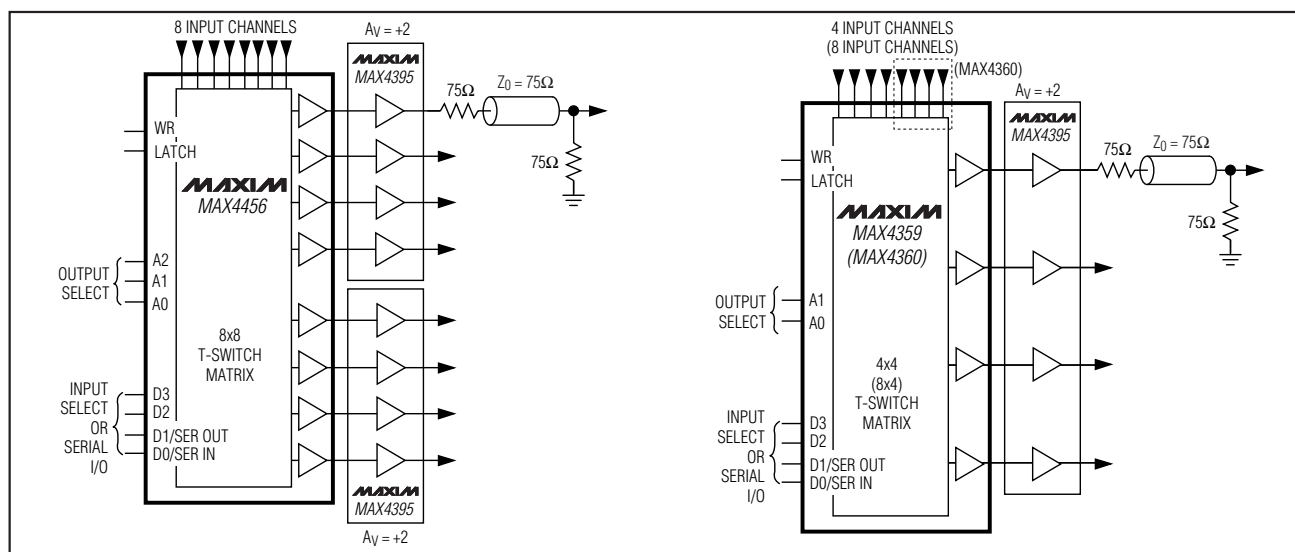 8 INPUT CHANNELS
AV = +2
MAXIM
MAX4395
75Ω
Z0 = 75Ω
75Ω
WR
LATCH
MAXIM
MAX4456
OUTPUT
SELECT
A2
A1
A0
8x8
T-SWITCH
MATRIX
INPUT
SELECT
OR
SERIAL
I/O
D3
D2
D1/SER OUT
D0/SER IN
MAXIM
MAX4395
AV = +2
4 INPUT CHANNELS
(8 INPUT CHANNELS)
(MAX4360)
AV = +2
MAXIM
MAX4395
75Ω
Z0 = 75Ω
75Ω
WR
LATCH
MAXIM
MAX4359
(MAX4360)
OUTPUT
SELECT
A1
A0
4x4
(8x4)
T-SWITCH
MATRIX
INPUT
SELECT
OR
SERIAL
I/O
D3
D2
D1/SER OUT
D0/SER IN